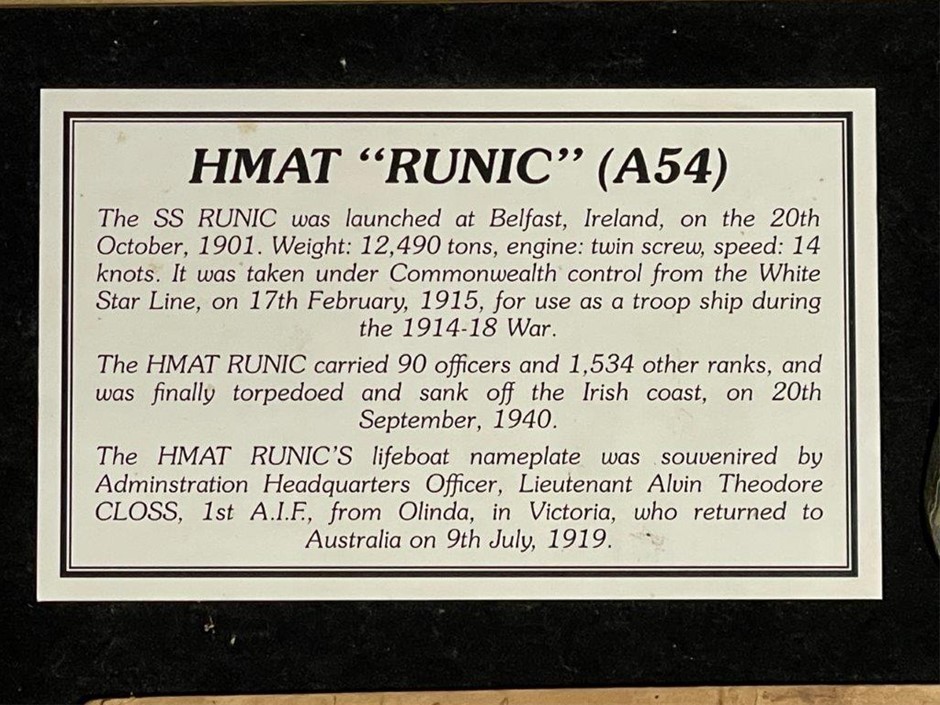 HMAT “RUNIC” (A54)
The SS RUNIC was launched at Belfast, Ireland, on the 20th
October, 1901. Weight: 12,490 tons, engine: twin screw, speed: 14
knots. It was taken under Commonwealth control from the White
Star Line, on 17th February, 1915, for use as a troop ship during
the 1914-18 War.
The HMAT RUNIC carried 90 officers and 1,534 other ranks, and
was finally torpedoed and sank off the Irish coast, on 20th
September, 1940.
The HMAT RUNIC’S lifeboat nameplate was souvenired by
Adminstration Headquarters Officer, Lieutenant Alvin Theodore
CLOSS, 1st A.I.F., from Olinda, in Victoria, who returned to
Australia on 9th July, 1919.